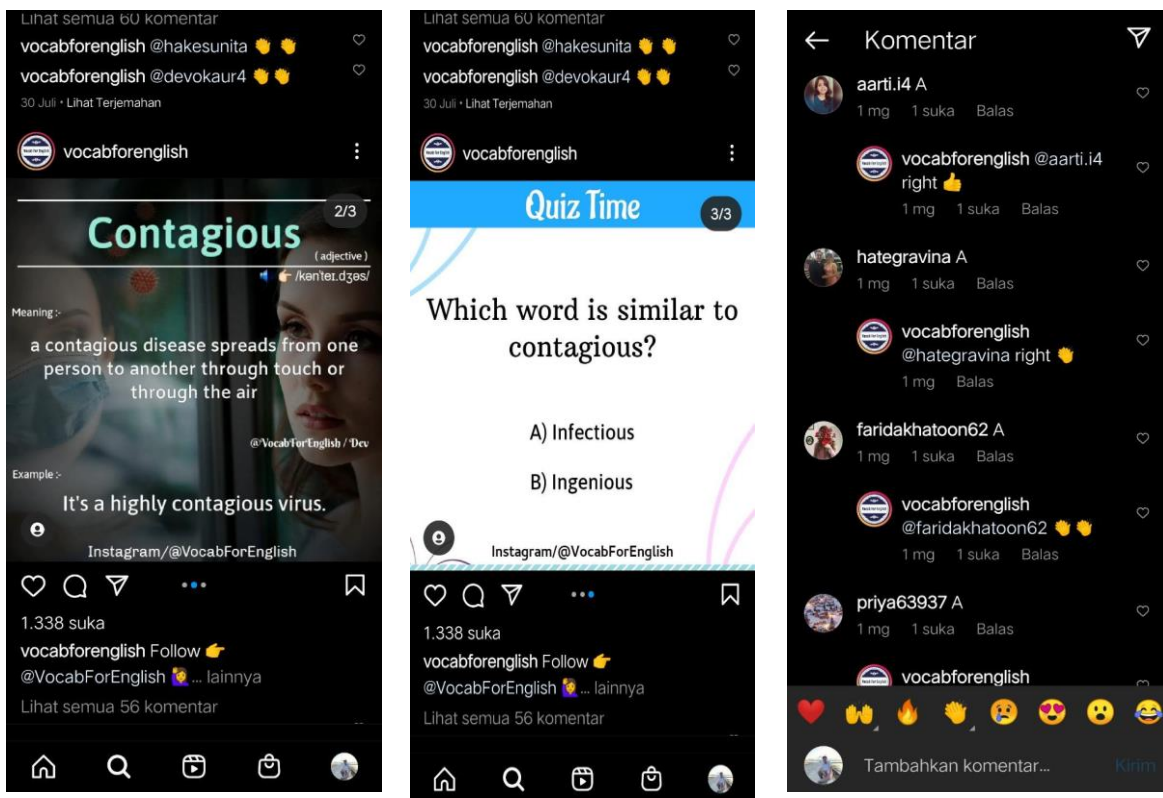 Lihat semua 60 komentar
vocabforenglish @hakesunita 👏 👏
vocabforenglish @devokaur4 👏👏
30 Juli • Lihat Terjemahan
vocabforenglish
2/3
Contagious
( adjective )
🔈 👉 /kənˈteɪ.dʒəs/
Meaning :-
a contagious disease spreads from one
person to another through touch or
through the air
@VocabForEnglish / Dev
Example :-
It's a highly contagious virus.
Instagram/@VocabForEnglish
1.338 suka
vocabforenglish Follow 👉
@VocabForEnglish 🙋‍♀️... lainnya
Lihat semua 56 komentar
Lihat semua 60 komentar
vocabforenglish @hakesunita 👏 👏
vocabforenglish @devokaur4 👏👏
30 Juli • Lihat Terjemahan
vocabforenglish
Quiz Time
3/3
Which word is similar to
contagious?
A) Infectious
B) Ingenious
Instagram/@VocabForEnglish
1.338 suka
vocabforenglish Follow 👉
@VocabForEnglish 🙋‍♀️... lainnya
Lihat semua 56 komentar
Komentar
aarti.i4 A
1 mg 1 suka Balas
vocabforenglish @aarti.i4
right 👍
1 mg 1 suka Balas
hategravina A
1 mg 1 suka Balas
vocabforenglish
@hategravina right 👏
1 mg Balas
faridakhatoon62 A
1 mg 1 suka Balas
vocabforenglish
@faridakhatoon62 👏👏
1 mg 1 suka Balas
priya63937 A
1 mg 1 suka Balas
vocabforenglish
❤️ 🙌 🔥 👏 😢 😍 😮 😂
Tambahkan komentar...
Kirim